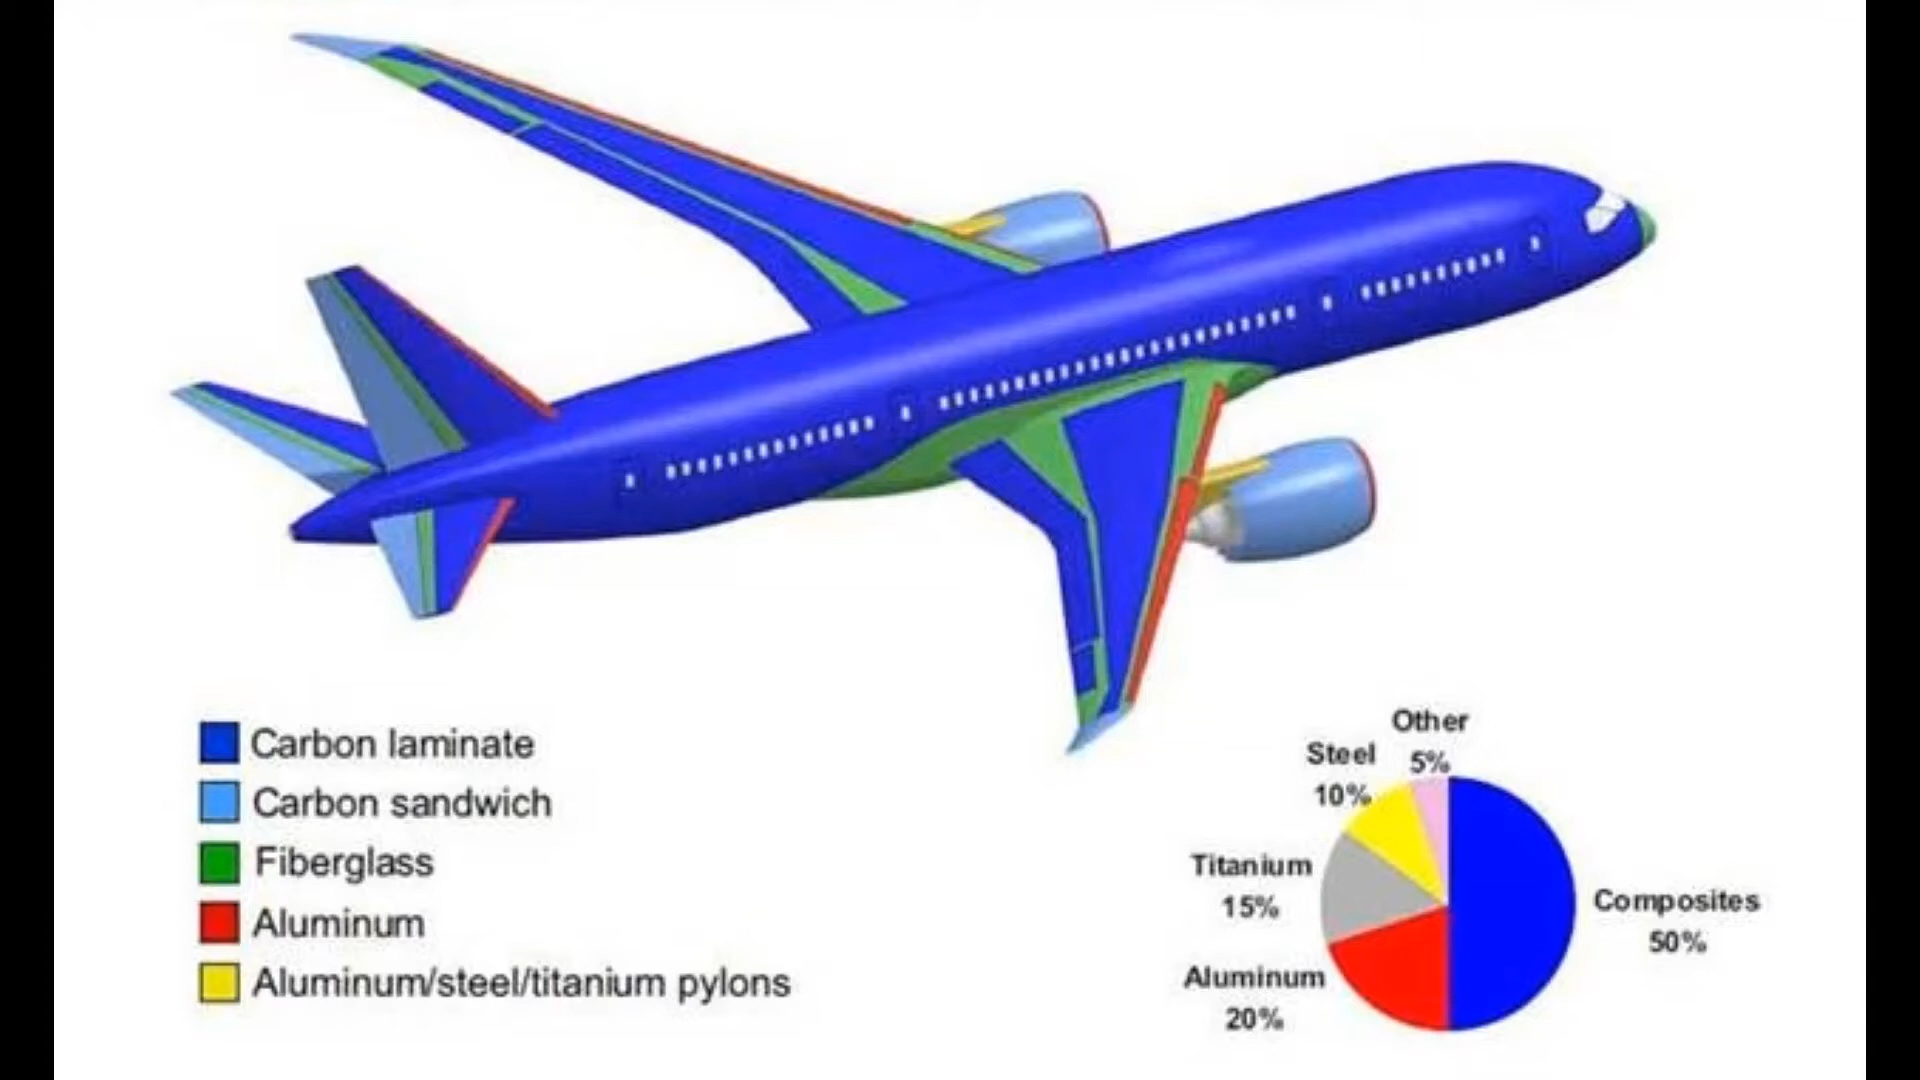 Carbon laminate
Carbon sandwich
Fiberglass
Aluminum
Aluminum/steel/titanium pylons
Other
5%
Steel
10%
Titanium
15%
Aluminum
20%
Composites
50%